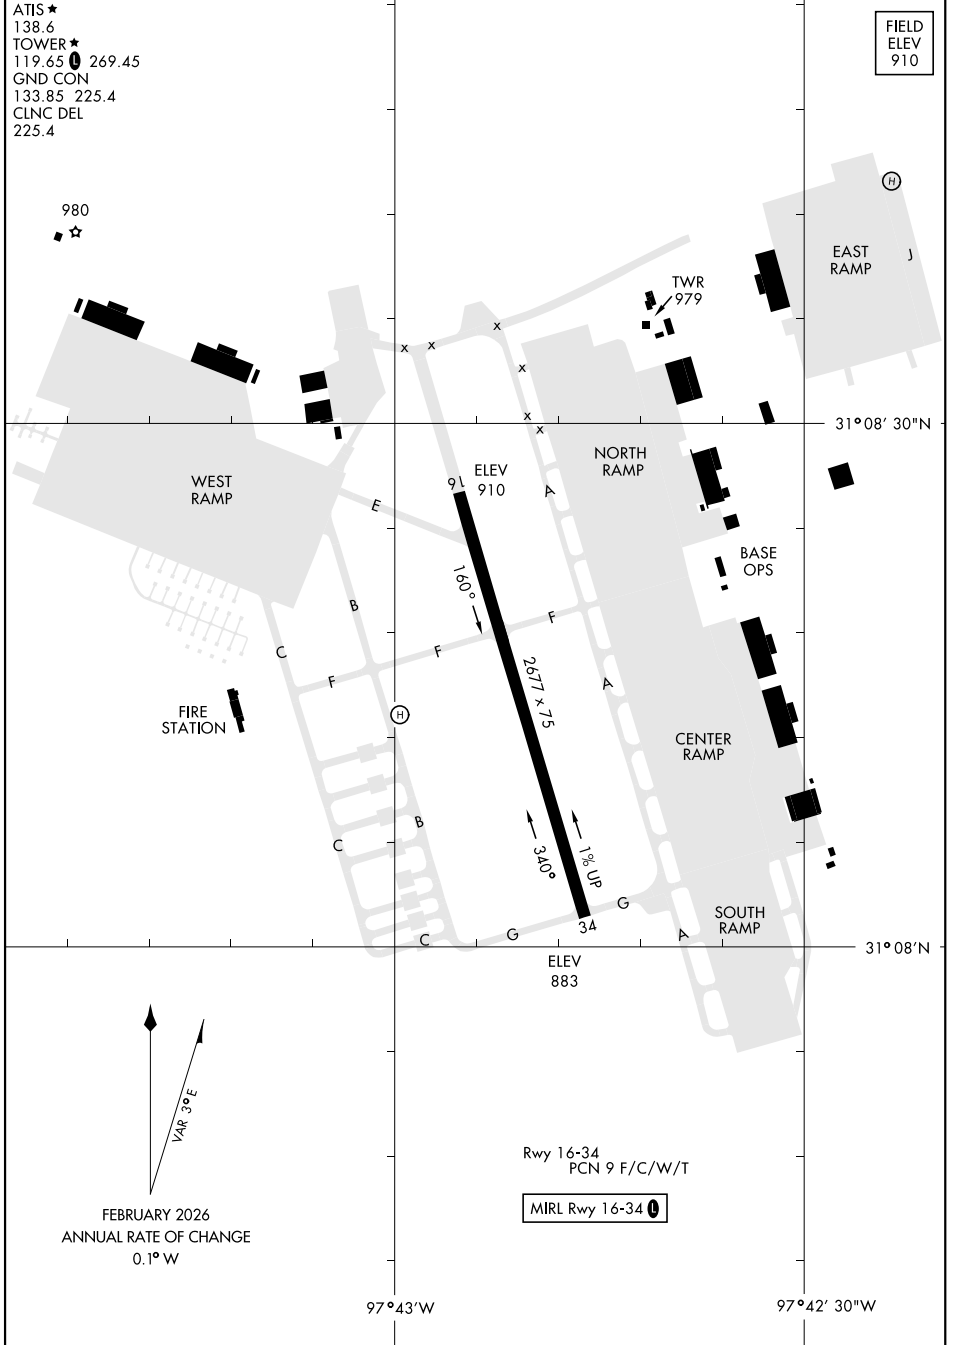 ATIS ★
138.6
TOWER ★
119.65 L 269.45
GND CON
133.85 225.4
CLNC DEL
225.4
FIELD
ELEV
910
980
H
J
EAST
RAMP
TWR
979
x
x
x
x
x
x
31°08' 30"N
NORTH
RAMP
WEST
RAMP
16
ELEV
910
A
E
BASE
OPS
160°
B
F
F
F
C
A
2677 x 75
FIRE
STATION
H
CENTER
RAMP
B
C
340°
1% UP
G
G
C
34
A
SOUTH
RAMP
31°08'N
ELEV
883
VAR 3°E
Rwy 16-34
PCN 9 F/C/W/T
MIRL Rwy 16-34 L
FEBRUARY 2026
ANNUAL RATE OF CHANGE
0.1° W
97°43'W
97°42' 30"W